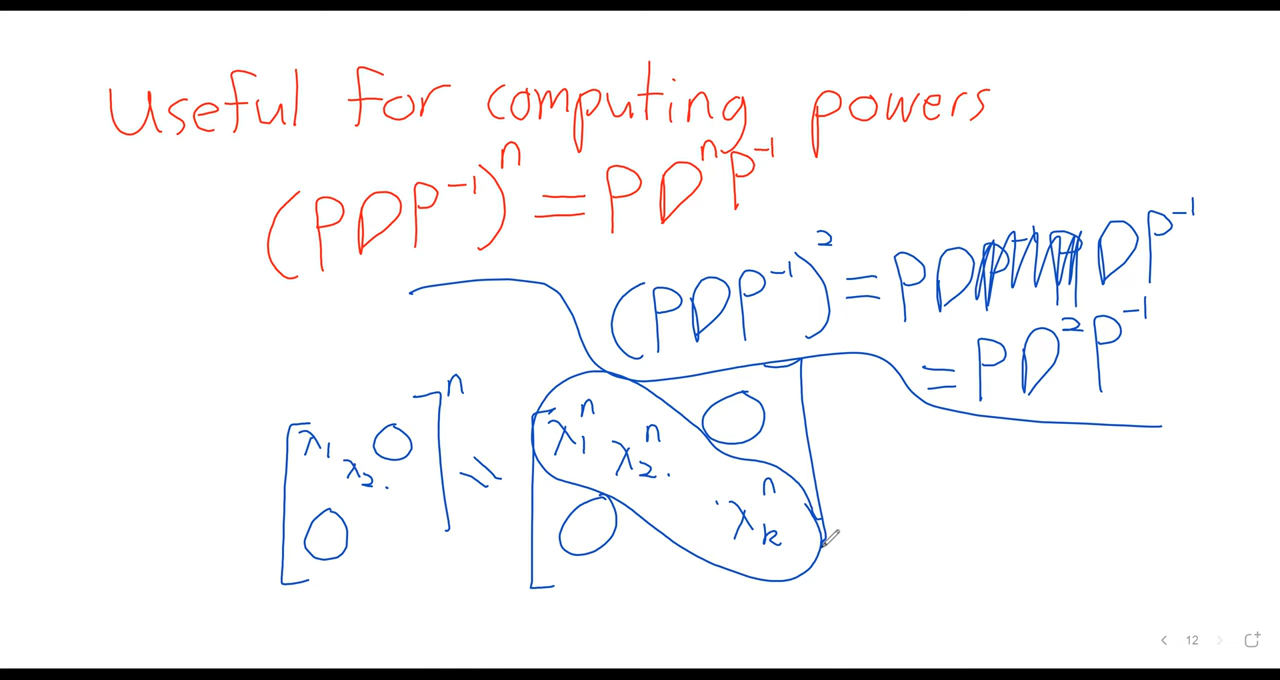 Useful for computing powers
(PDP⁻¹)ⁿ = PDⁿP⁻¹
(PDP⁻¹)² = PD DP⁻¹
= PD²P⁻¹
[λ₁ λ₂. 0 0]ⁿ = [λ₁ⁿ λ₂ⁿ. . λₖⁿ 0 0]
12